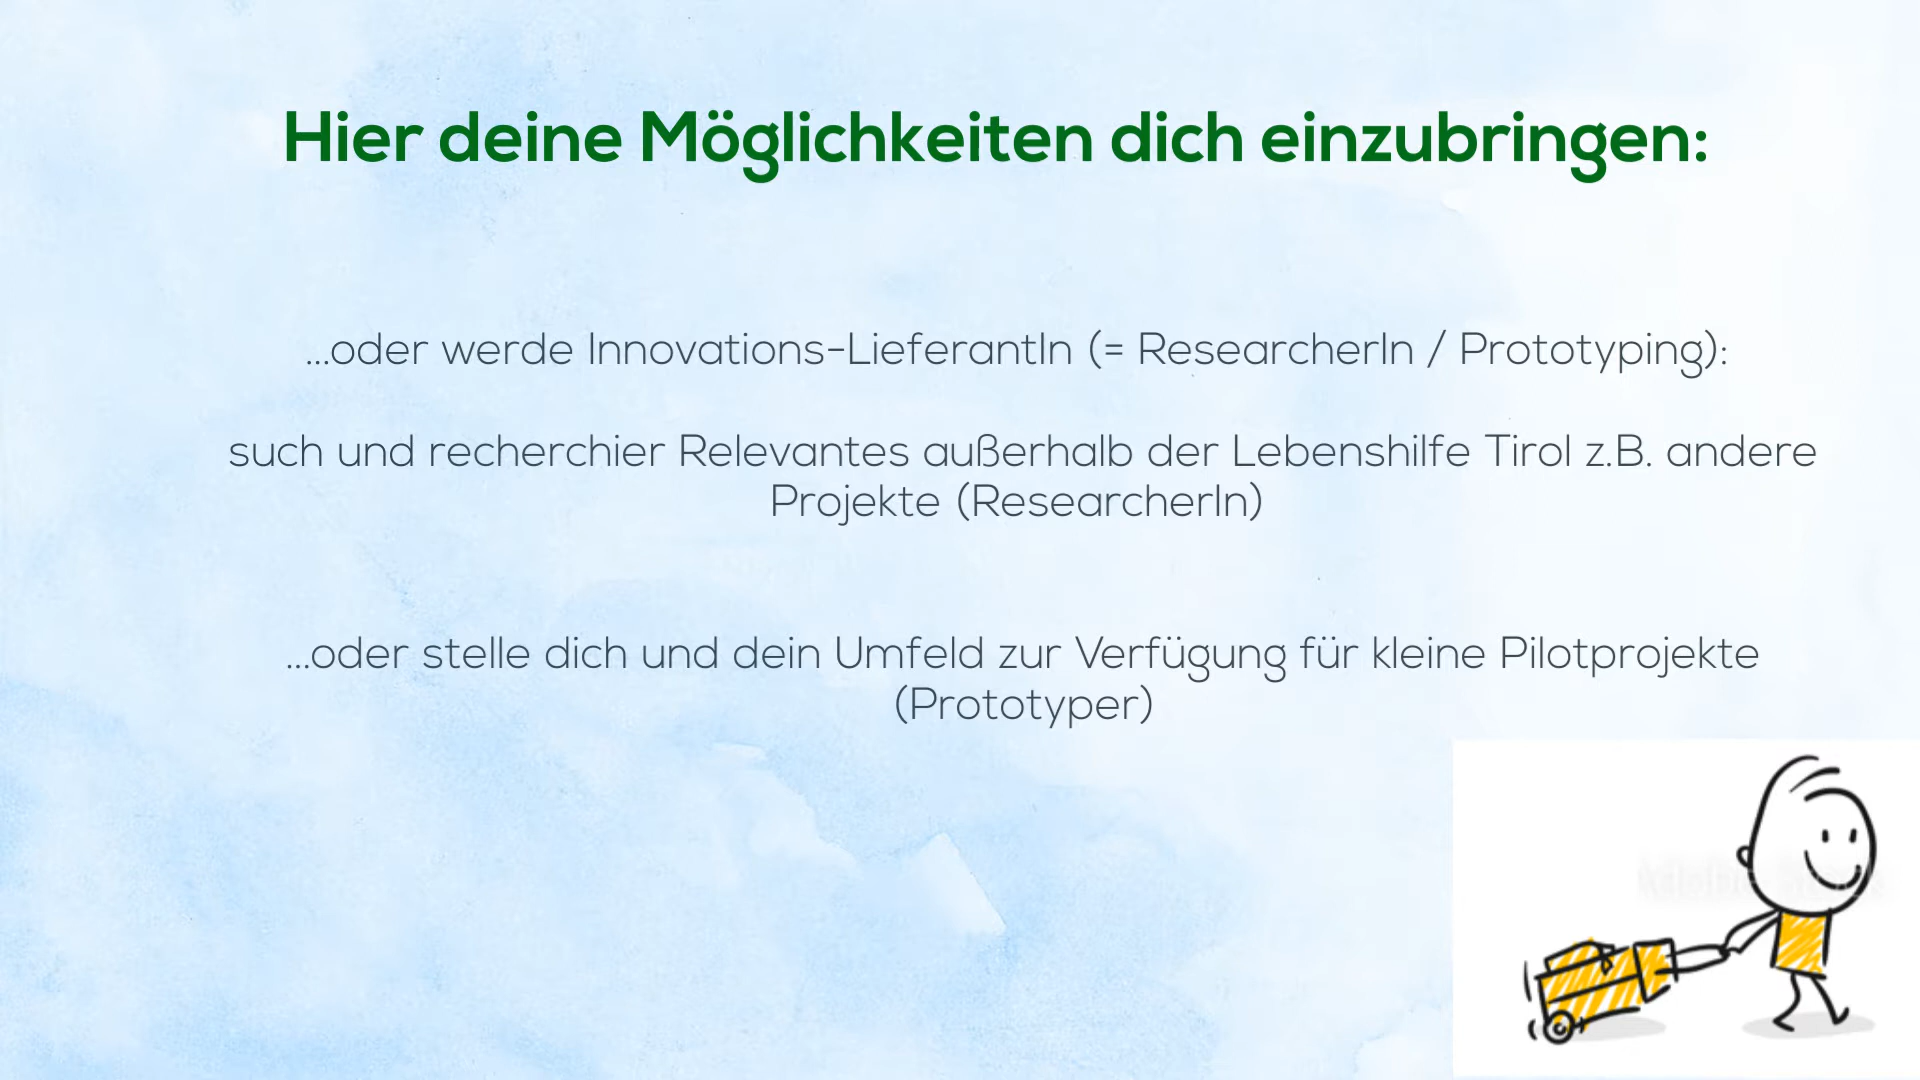 Hier deine Möglichkeiten dich einzubringen:
...oder werde Innovations-LieferantIn (= ResearcherIn / Prototyping):
such und recherchier Relevantes außerhalb der Lebenshilfe Tirol z.B. andere
Projekte (ResearcherIn)
...oder stelle dich und dein Umfeld zur Verfügung für kleine Pilotprojekte
(Prototyper)